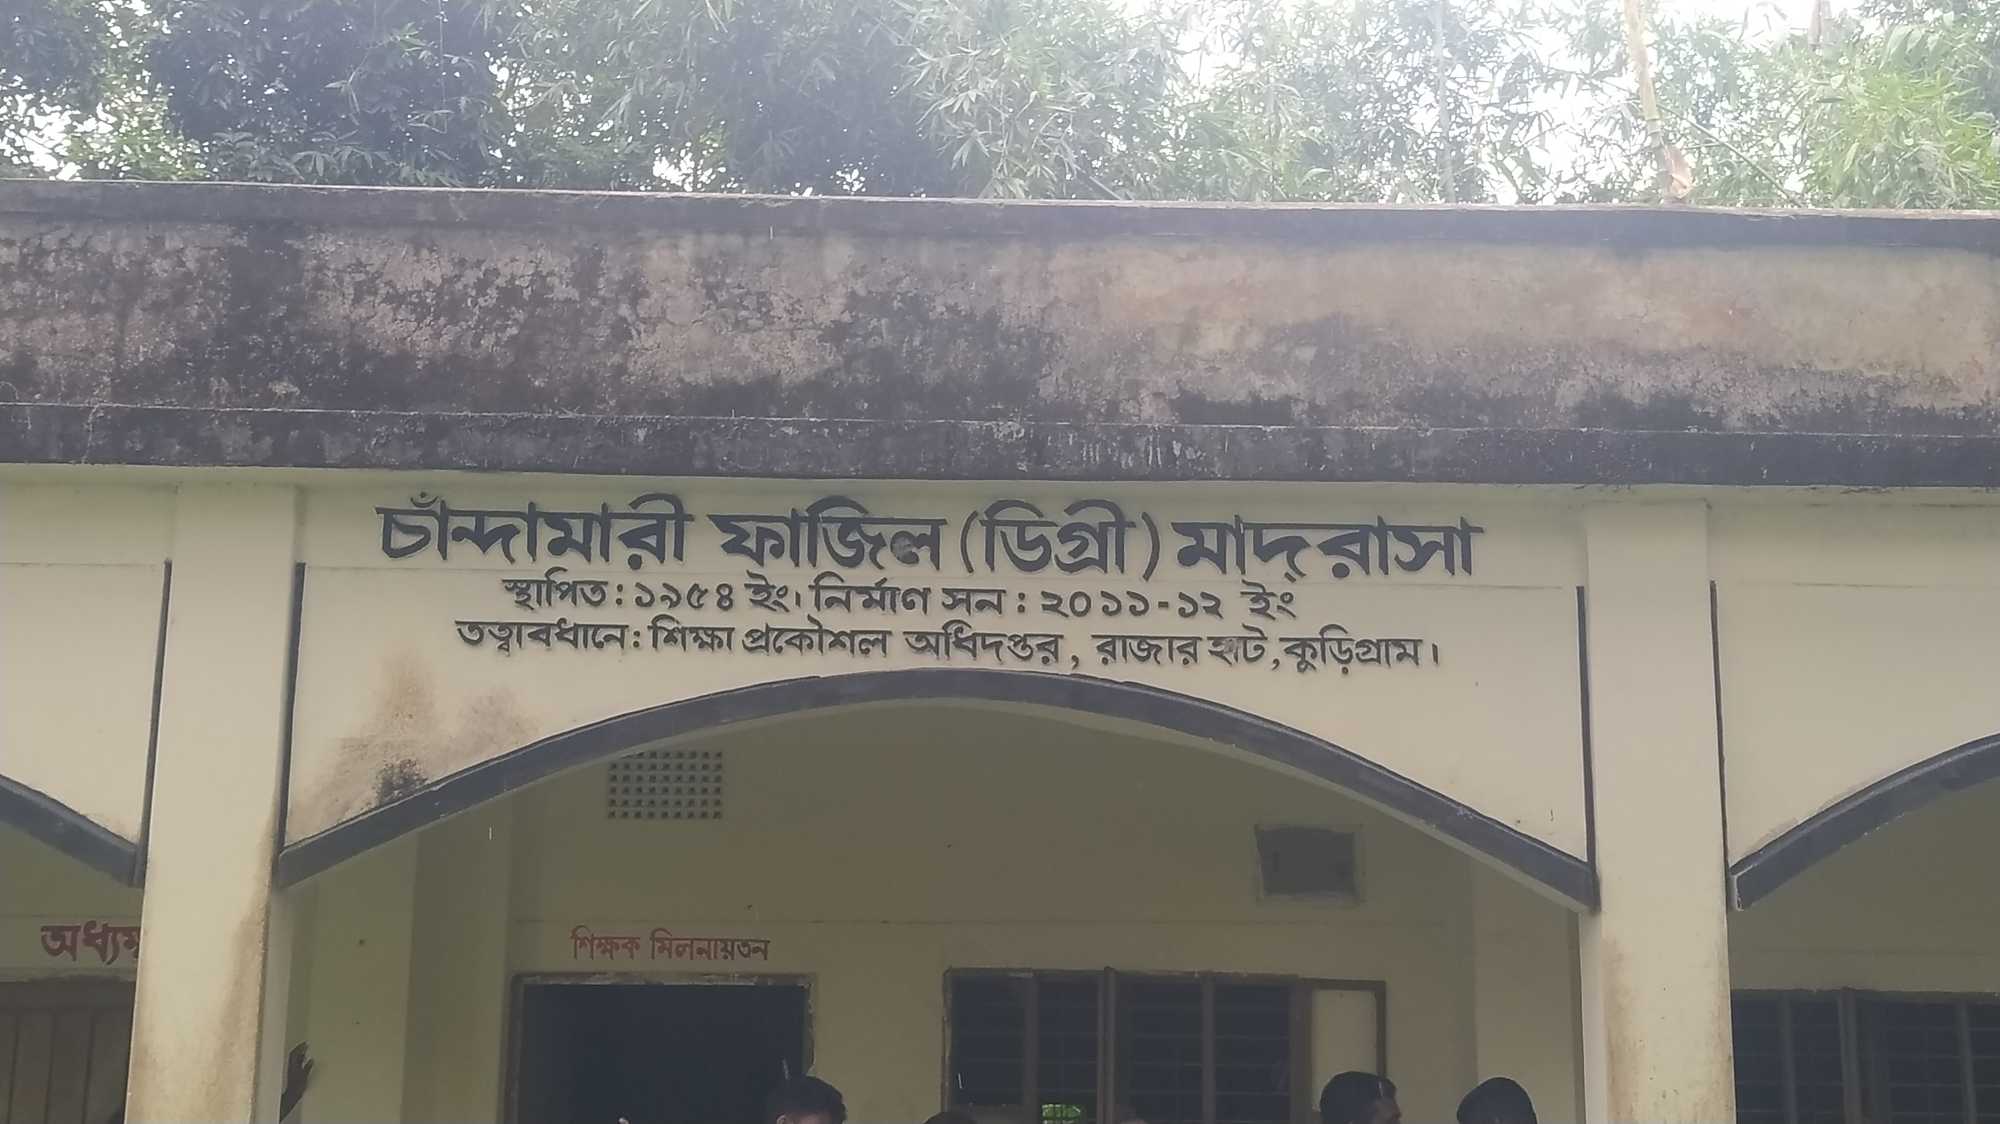 চাঁন্দামারী ফাজিল (ডিগ্রী) মাদ্‌রাসা
স্থাপিত : ১৯৫৪ ইং। নির্মাণ সন : ২০১১-১২ ইং
তত্বাবধানে : শিক্ষা প্রকৌশল অধিদপ্তর, রাজার হাট, কুড়িগ্রাম।
শিক্ষক মিলনায়তন